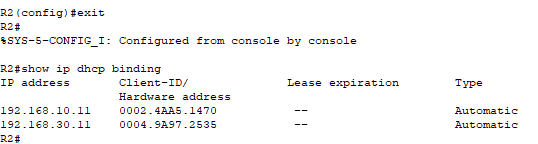 R2(config)#exit
R2#
%SYS-5-CONFIG_I: Configured from console by console
R2#show ip dhcp binding
IP address       Client-ID/              Lease expiration        Type
                 Hardware address
192.168.10.11    0002.4AA5.1470           --                     Automatic
192.168.30.11    0004.9A97.2535           --                     Automatic
R2#